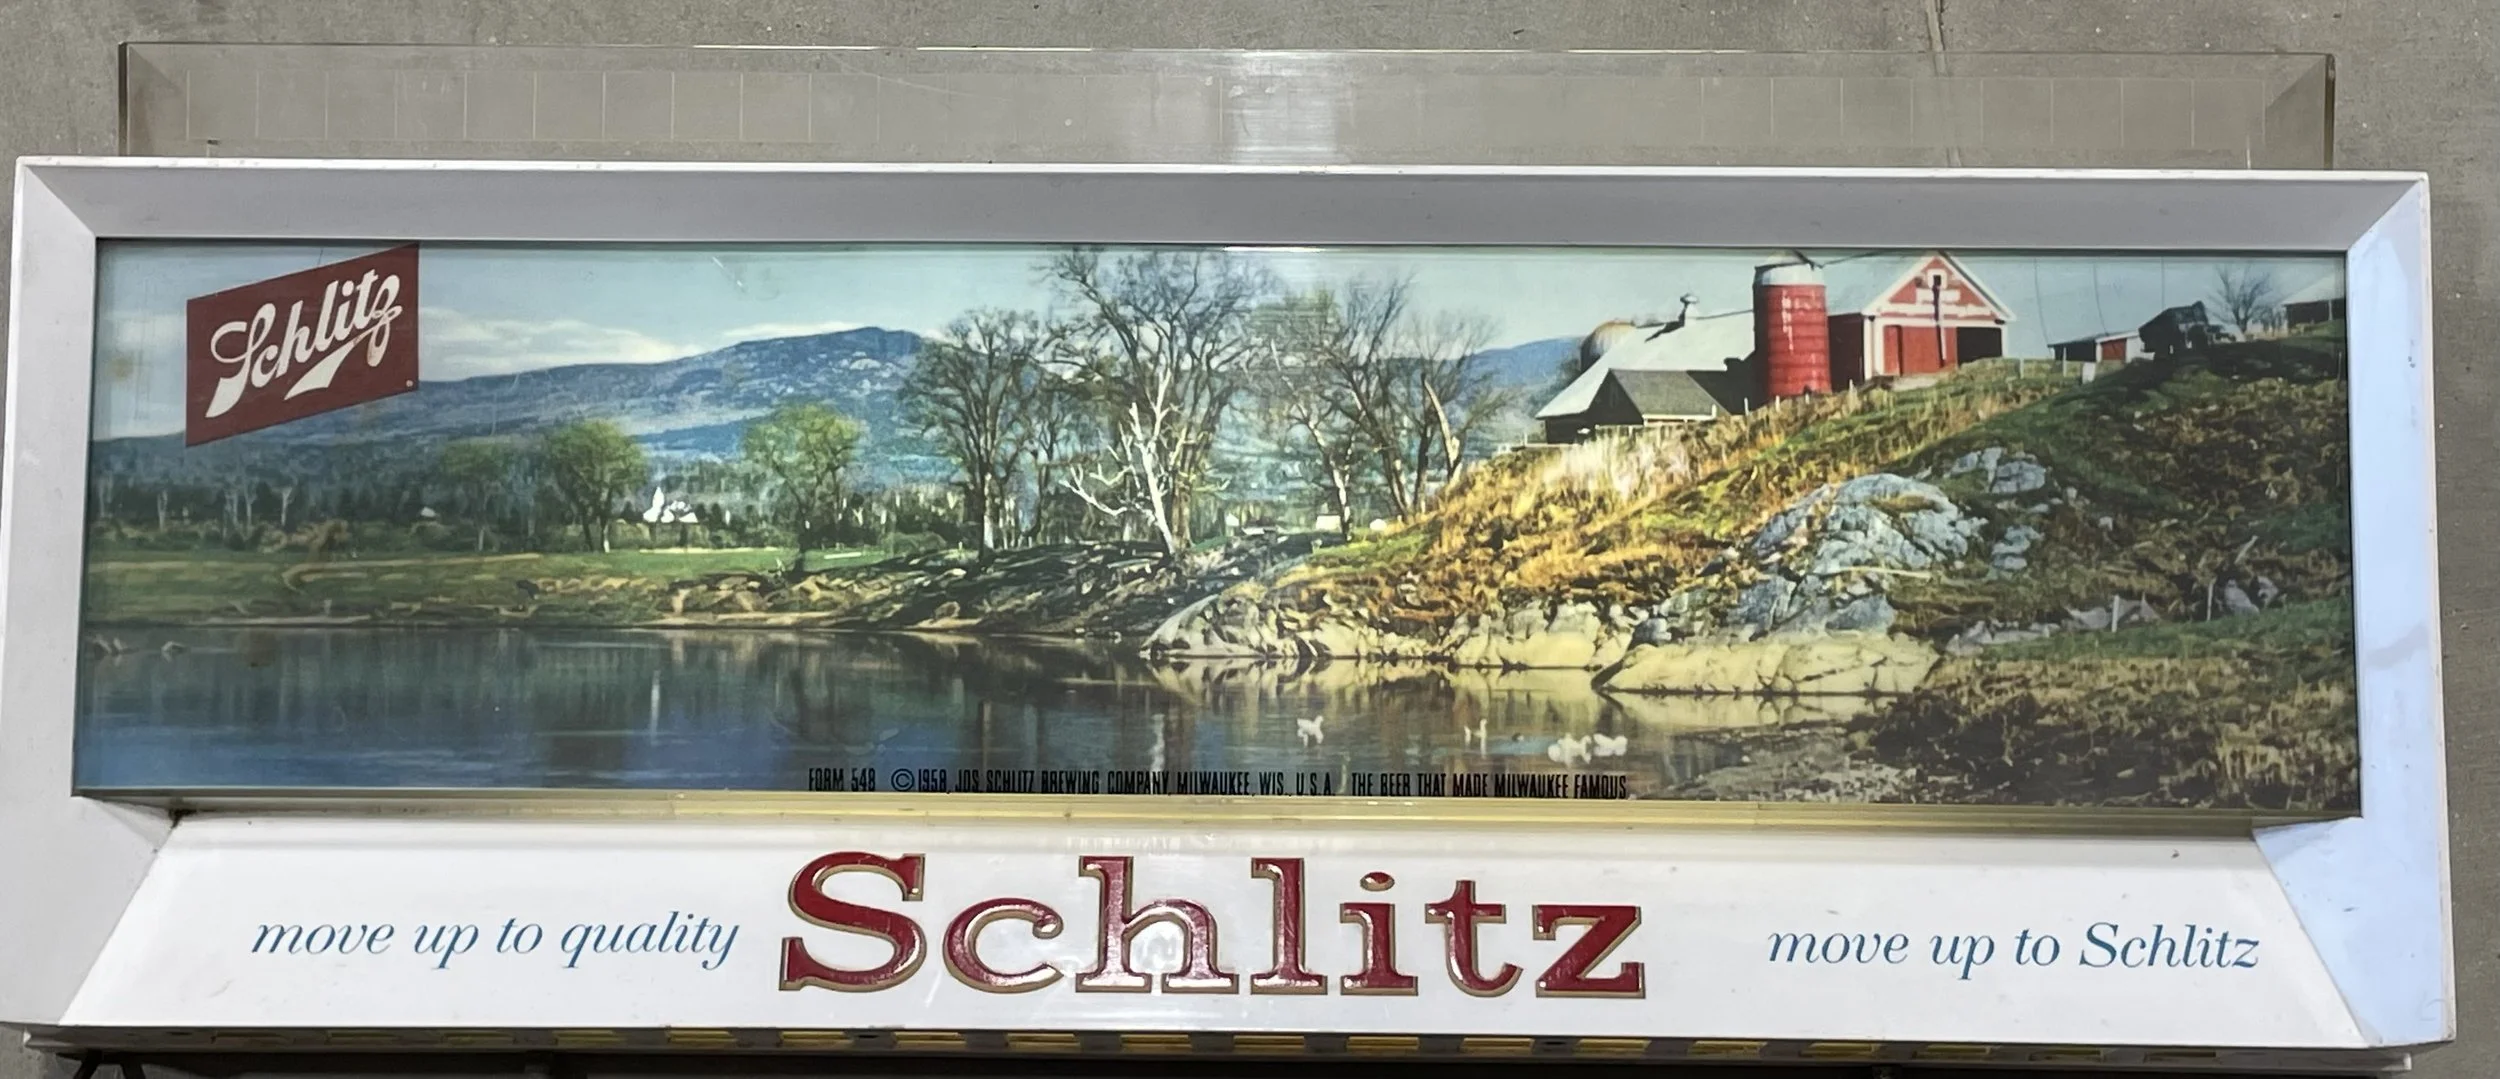 Schlitz
FORM 548 © 1958, JOS. SCHLITZ BREWING COMPANY, MILWAUKEE, WIS., U.S.A. THE BEER THAT MADE MILWAUKEE FAMOUS
move up to quality Schlitz move up to Schlitz